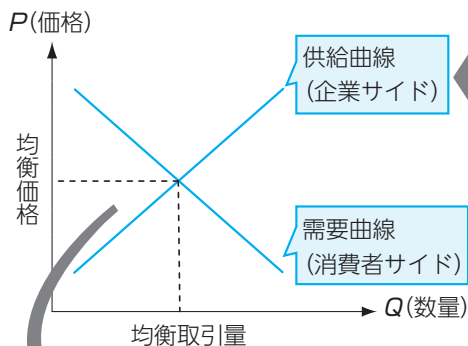 P(価格)
供給曲線
(企業サイド)
均衡価格
需要曲線
(消費者サイド)
Q(数量)
均衡取引量